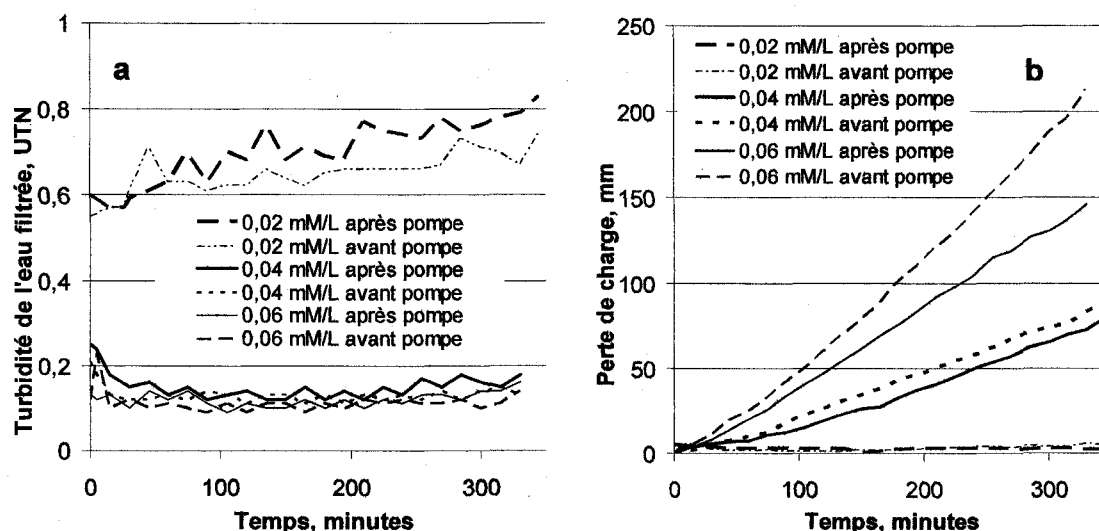 Turbidité de l'eau filtrée, UTN
1
0,8
0,6
0,4
0,2
0
a
0,02 mM/L après pompe
0,02 mM/L avant pompe
0,04 mM/L après pompe
0,04 mM/L avant pompe
0,06 mM/L après pompe
0,06 mM/L avant pompe
0 100 200 300
Temps, minutes
Perte de charge, mm
250
200
150
100
50
0
0,02 mM/L après pompe
0,02 mM/L avant pompe
0,04 mM/L après pompe
0,04 mM/L avant pompe
0,06 mM/L après pompe
0,06 mM/L avant pompe
b
0 100 200 300
Temps, minutes